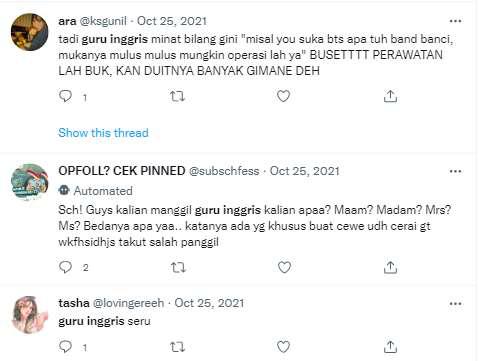 ara @ksgunil · Oct 25, 2021
tadi guru inggris minat bilang gini "misal you suka bts apa tuh band banci,
mukanya mulus mulus mungkin operasi lah ya" BUSETTTT PERAWATAN
LAH BUK, KAN DUITNYA BANYAK GIMANE DEH
1
Show this thread
OPFOLL? CEK PINNED @subschfess · Oct 25, 2021
Automated
Sch! Guys kalian manggil guru inggris kalian apaa? Maam? Madam? Mrs?
Ms? Bedanya apa yaa.. katanya ada yg khusus buat cewe udh cerai gt
wkfhsidhjs takut salah panggil
2
tasha @lovingereeh · Oct 25, 2021
guru inggris seru
1